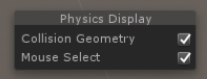 Physics Display
Collision Geometry
Mouse Select